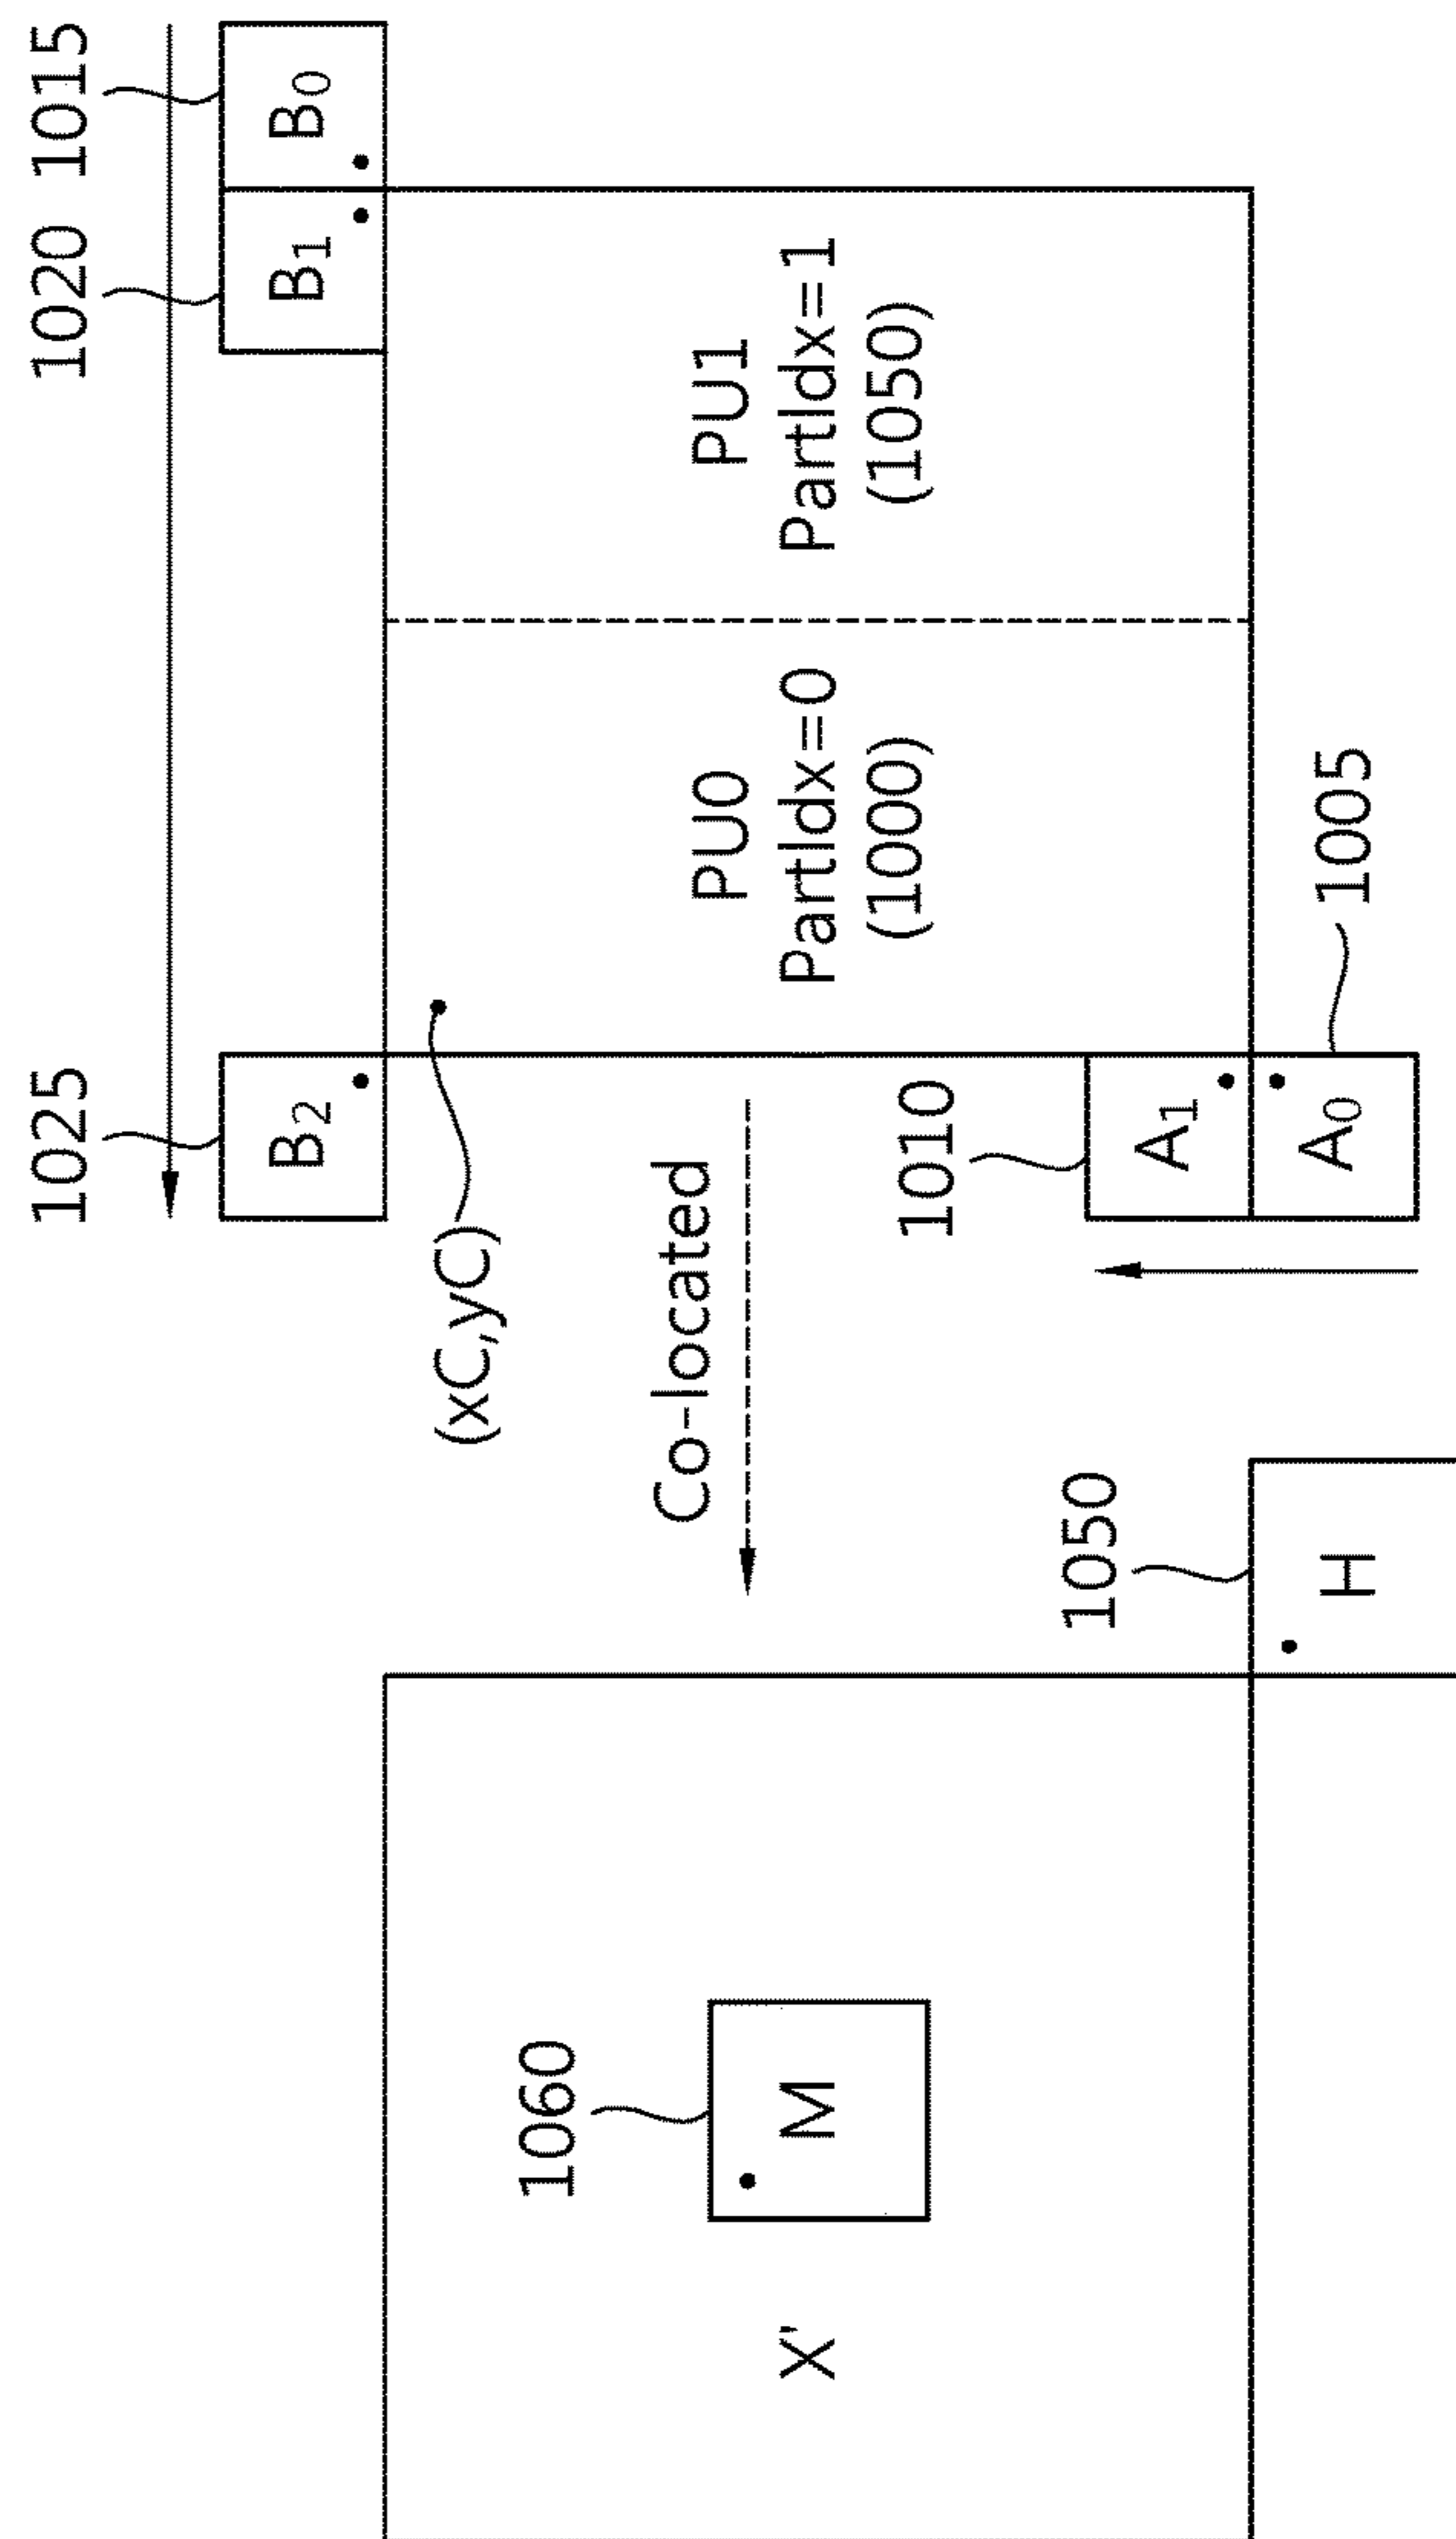 1025
1020
1015
B₂
B₁
B₀
(xC,yC)
1060
Co-located
PU0
PartIdx=0
(1000)
PU1
PartIdx=1
(1050)
X'
M
1010
1050
A₁
H
A₀
1005